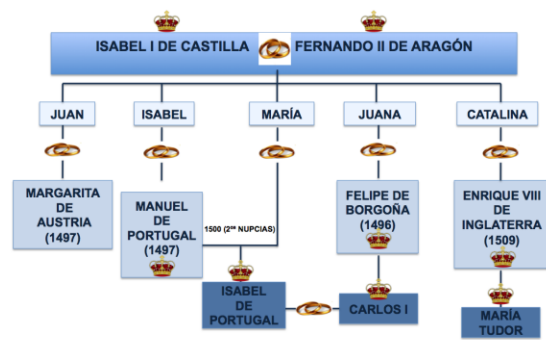 ISABEL I DE CASTILLA FERNANDO II DE ARAGÓN
JUAN ISABEL MARÍA JUANA CATALINA
MARGARITA
DE
AUSTRIA
(1497)
MANUEL
DE
PORTUGAL
(1497)
1500 (2ªˢ NUPCIAS)
FELIPE DE
BORGOÑA
(1496)
ENRIQUE VIII
DE
INGLATERRA
(1509)
ISABEL
DE
PORTUGAL
CARLOS I
MARÍA
TUDOR